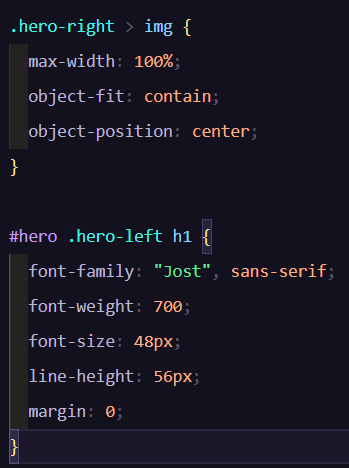 .hero-right > img {
  max-width: 100%;
  object-fit: contain;
  object-position: center;
}

#hero .hero-left h1 {
  font-family: "Jost", sans-serif;
  font-weight: 700;
  font-size: 48px;
  line-height: 56px;
  margin: 0;
}